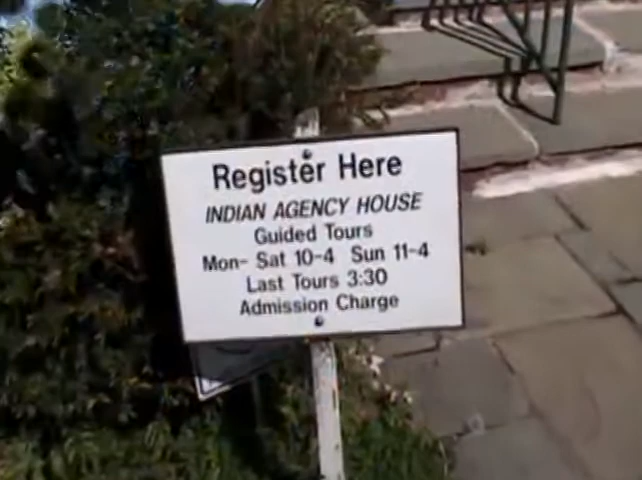 Register Here
INDIAN AGENCY HOUSE
Guided Tours
Mon- Sat 10-4 Sun 11-4
Last Tours 3:30
Admission Charge